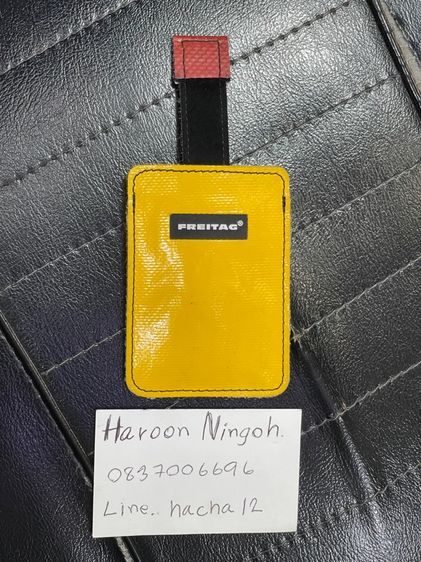 FREITAG®
Haroon Ningoh.
0837006696
Line.. hacha12